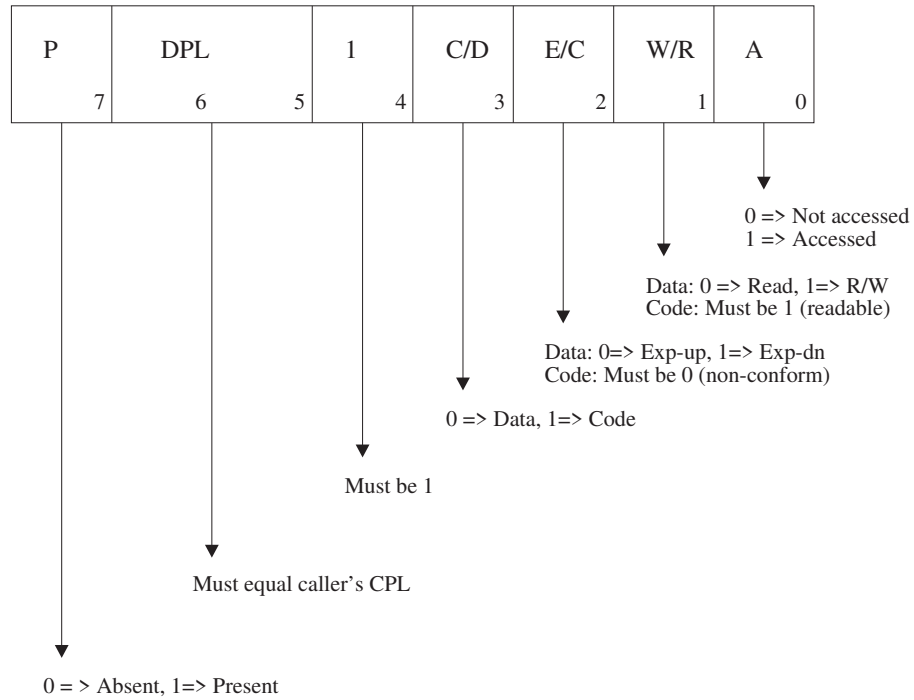 P DPL 1 C/D E/C W/R A
7 6 5 4 3 2 1 0
0 => Not accessed
1 => Accessed
Data: 0 => Read, 1=> R/W
Code: Must be 1 (readable)
Data: 0=> Exp-up, 1=> Exp-dn
Code: Must be 0 (non-conform)
0 => Data, 1=> Code
Must be 1
Must equal caller's CPL
0 = > Absent, 1=> Present